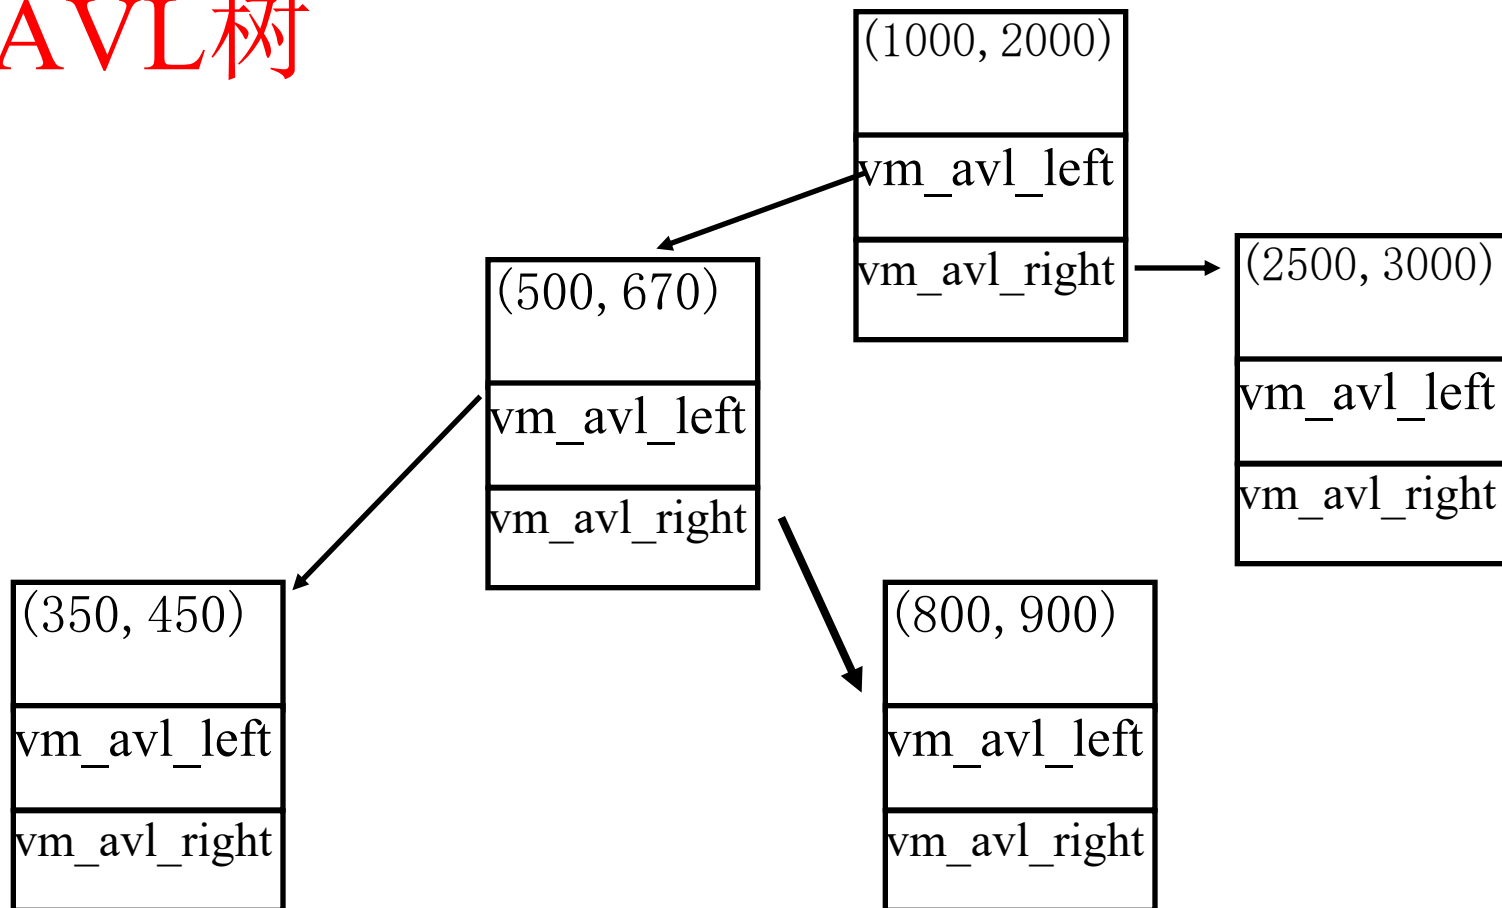 AVL树
(1000, 2000)
vm_avl_left
vm_avl_right
(2500, 3000)
vm_avl_left
vm_avl_right
(500, 670)
vm_avl_left
vm_avl_right
(350, 450)
vm_avl_left
vm_avl_right
(800, 900)
vm_avl_left
vm_avl_right